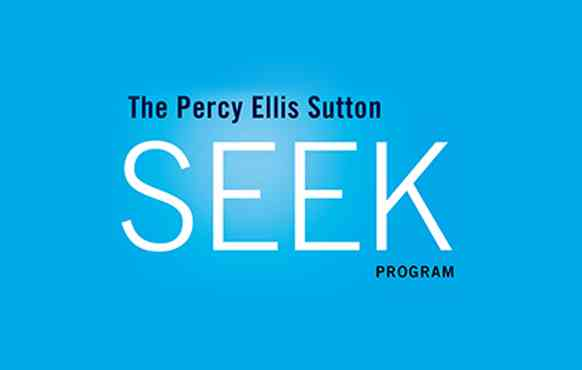 The Percy Ellis Sutton
SEEK
PROGRAM